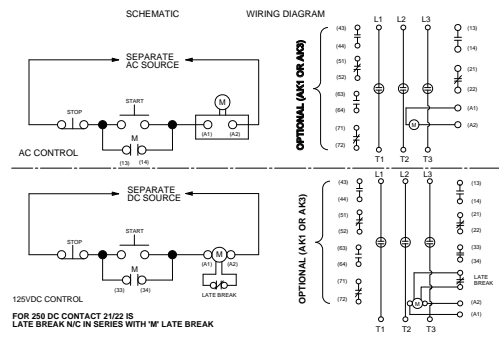 SCHEMATIC
WIRING DIAGRAM
SEPARATE
AC SOURCE
STOP
START
M
(13) (14)
M
(A1) (A2)
AC CONTROL
OPTIONAL (AK1 OR AK3)
(43)
(44)
(51)
(52)
(63)
(64)
(71)
(72)
L1 L2 L3
M
T1 T2 T3
(13)
(14)
(21)
(22)
(A1)
(A2)
SEPARATE
DC SOURCE
STOP
START
M
(33) (34)
M
(A1) (A2)
LATE BREAK
125VDC CONTROL
FOR 250 DC CONTACT 21/22 IS
LATE BREAK N/C IN SERIES WITH 'M' LATE BREAK
OPTIONAL (AK1 OR AK3)
(43)
(44)
(51)
(52)
(63)
(64)
(71)
(72)
L1 L2 L3
M
T1 T2 T3
(13)
(14)
(21)
(22)
(33)
(34)
LATE
BREAK
(A2)
(A1)